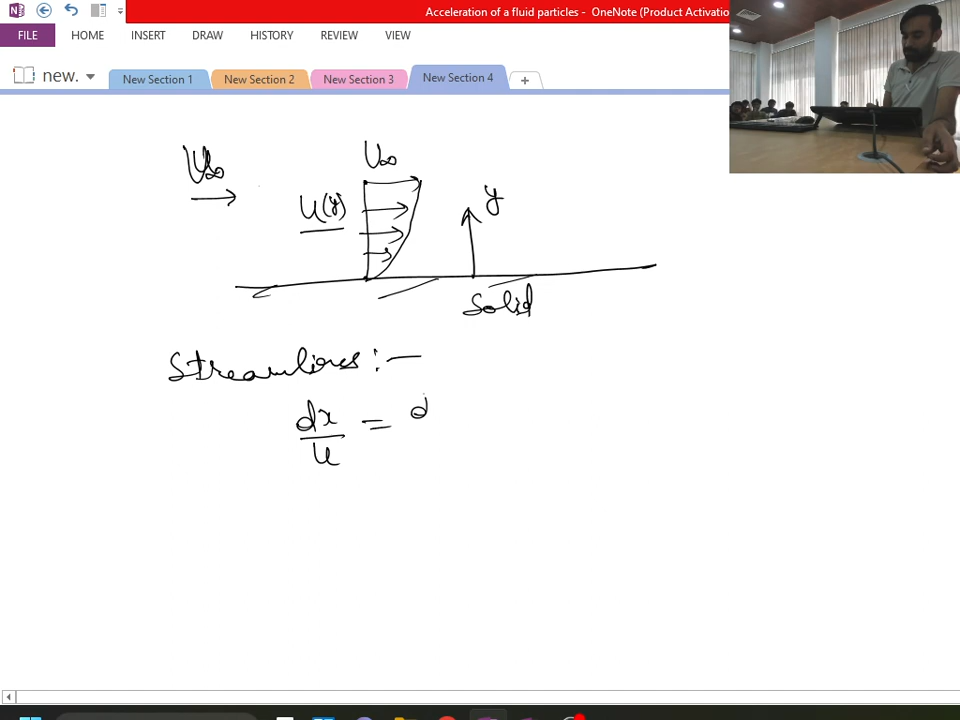 Acceleration of a fluid particles - OneNote (Product Activatio
FILE HOME INSERT DRAW HISTORY REVIEW VIEW
new. New Section 1 New Section 2 New Section 3 New Section 4 +
U∞ U∞
u(y) y
Solid
Streamlines :—
dx/u = d